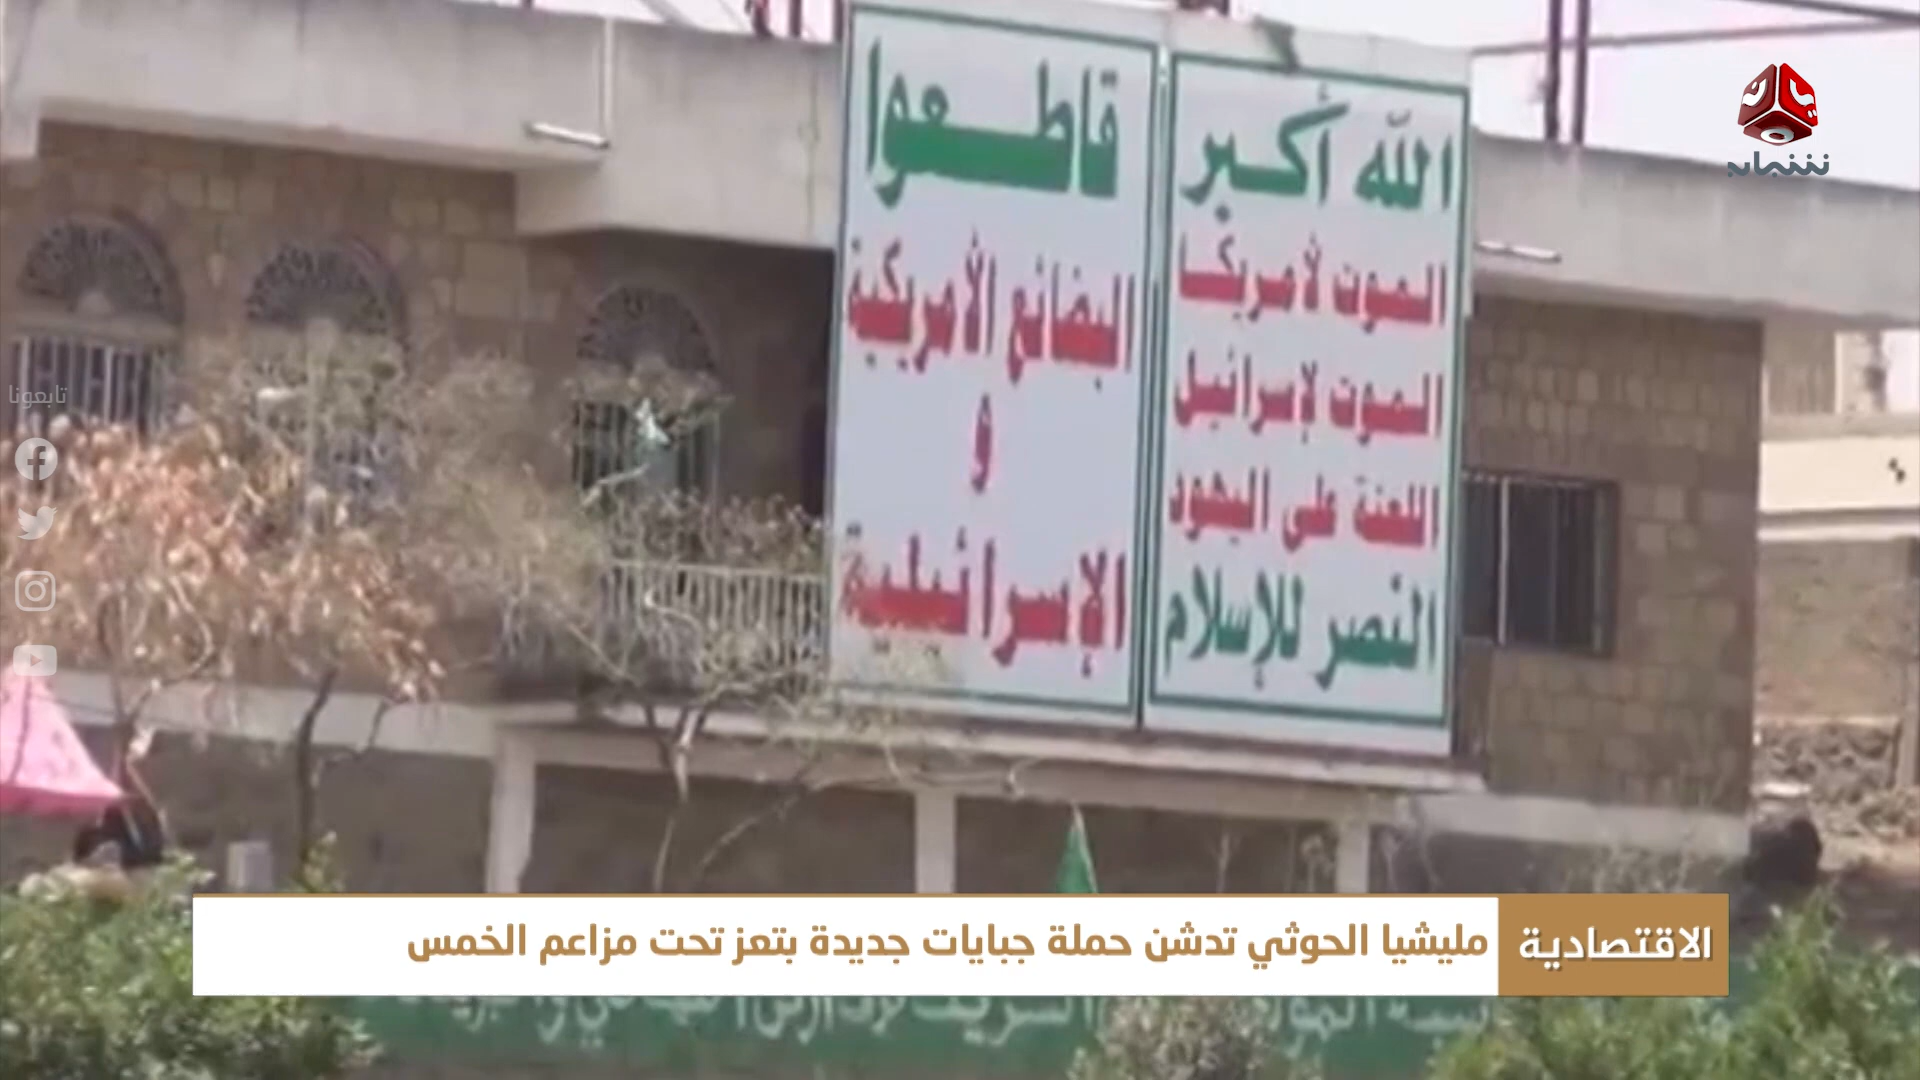 الله أكبر
الموت لأمريكا
الموت لإسرائيل
اللعنة على اليهود
النصر للإسلام
قاطعوا
البضائع الأمريكية
و
الإسرائيلية
تابعونا
الاقتصادية
مليشيا الحوثي تدشن حملة جبايات جديدة بتعز تحت مزاعم الخمس